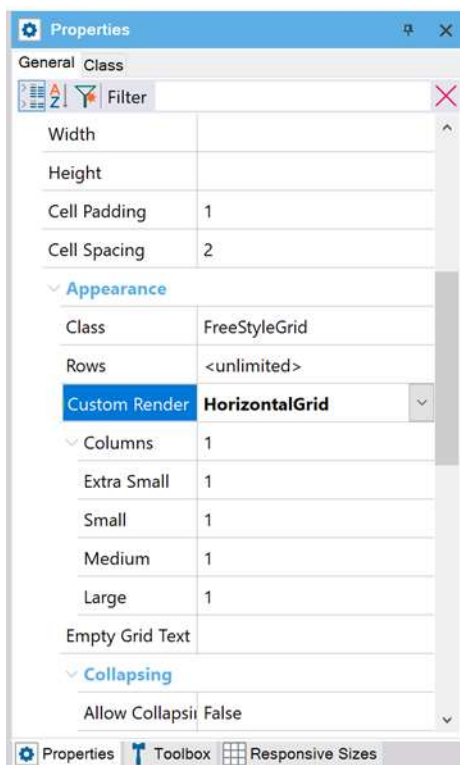 Properties
General Class
Filter
Width
Height
Cell Padding 1
Cell Spacing 2
Appearance
Class FreeStyleGrid
Rows <unlimited>
Custom Render HorizontalGrid
Columns 1
Extra Small 1
Small 1
Medium 1
Large 1
Empty Grid Text
Collapsing
Allow Collapsi False
Properties Toolbox Responsive Sizes